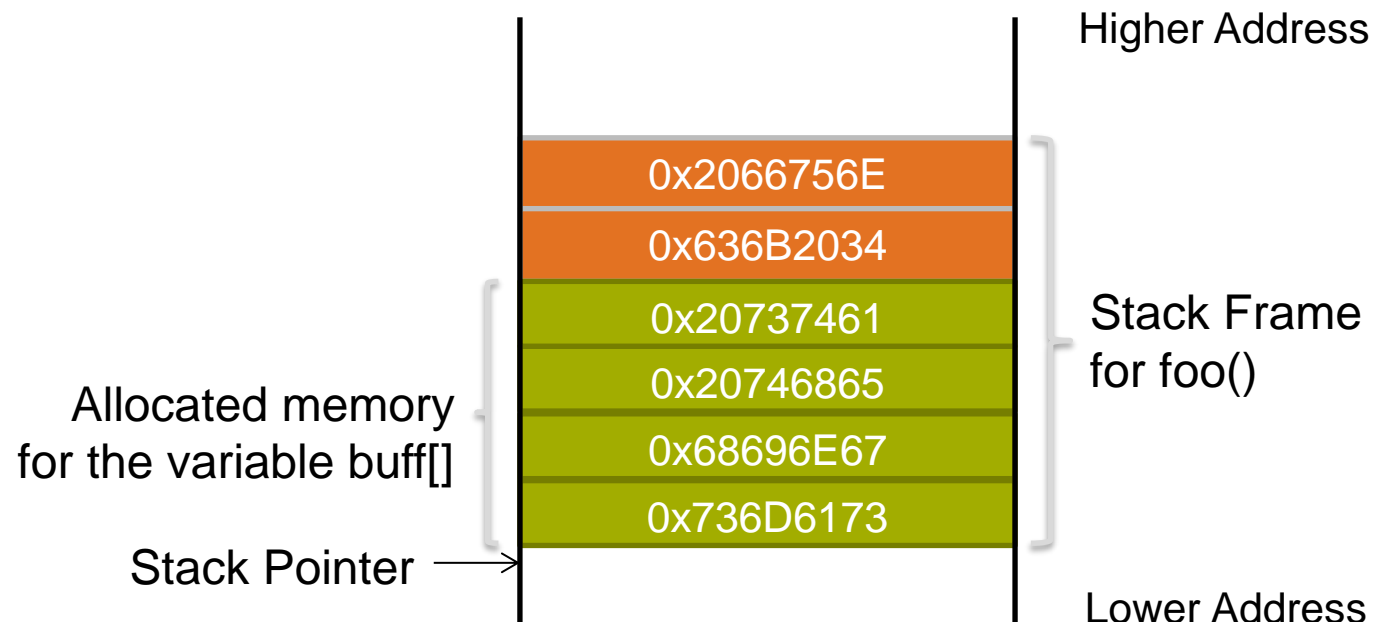 Higher Address
0x2066756E
0x636B2034
0x20737461
0x20746865
0x68696E67
0x736D6173
Stack Frame
for foo()
Allocated memory
for the variable buff[]
Stack Pointer
Lower Address